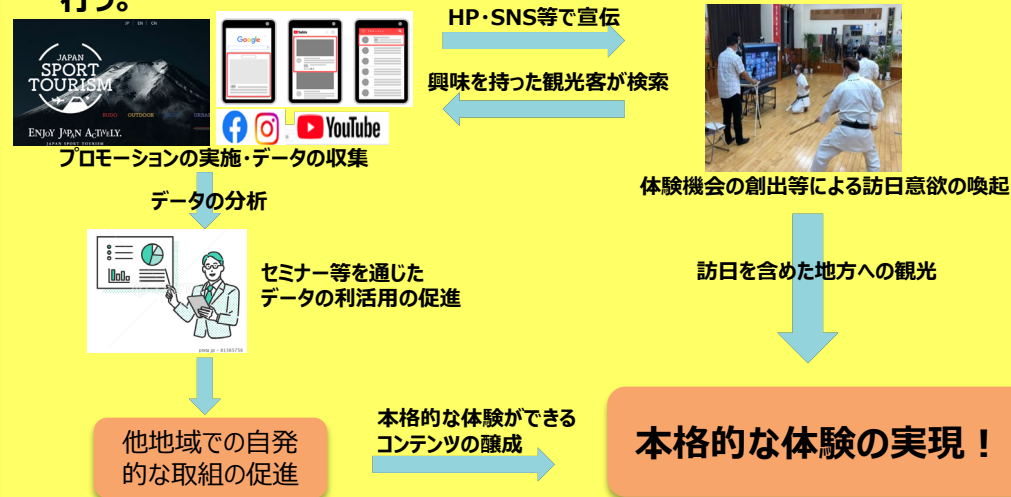 行う。
JP | EN | CN
JAPAN
SPORT
TOURISM
BUDO OUTDOOR
ENJOY JAPAN ACTIVELY.
JAPAN SPORT TOURISM
Google
YouTube
YouTube
HP・SNS等で宣伝
興味を持った観光客が検索
プロモーションの実施・データの収集
体験機会の創出等による訪日意欲の喚起
データの分析
セミナー等を通じた
データの利活用の促進
訪日を含めた地方への観光
他地域での自発
的な取組の促進
本格的な体験ができる
コンテンツの醸成
本格的な体験の実現！